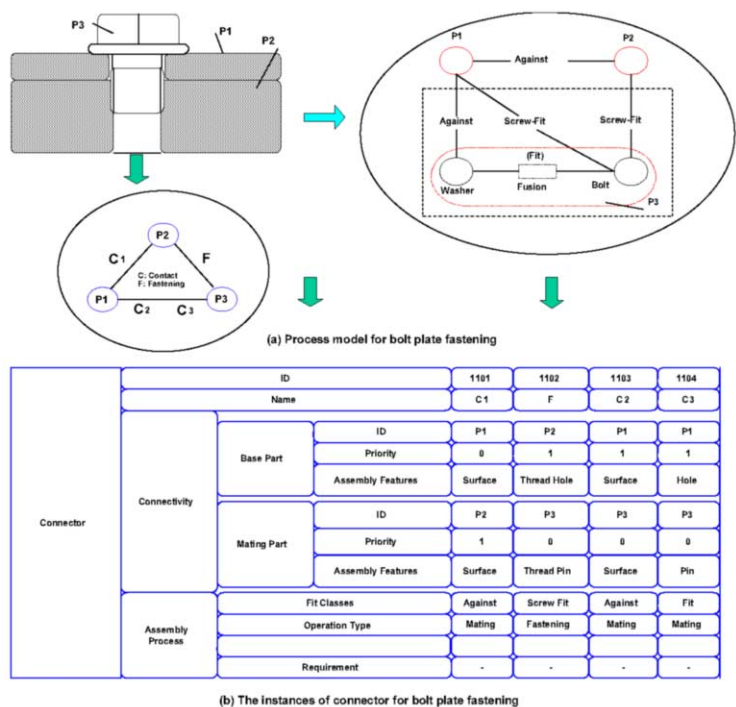 P3
P1
P2
P1
P2
Against
Against
Screw-Fit
Screw-Fit
(Fit)
Washer
Fusion
Bolt
P3
P2
C1
F
C: Contact
F: Fastening
P1
P3
C2
C3
(a) Process model for bolt plate fastening
Connector
ID 1101 1102 1103 1104
Name C1 F C2 C3
Connectivity
Base Part
ID P1 P2 P1 P1
Priority 0 1 1 1
Assembly Features Surface Thread Hole Surface Hole
Mating Part
ID P2 P3 P3 P3
Priority 1 0 0 0
Assembly Features Surface Thread Pin Surface Pin
Assembly Process
Fit Classes Against Screw Fit Against Fit
Operation Type Mating Fastening Mating Mating
Requirement - - - -
(b) The instances of connector for bolt plate fastening